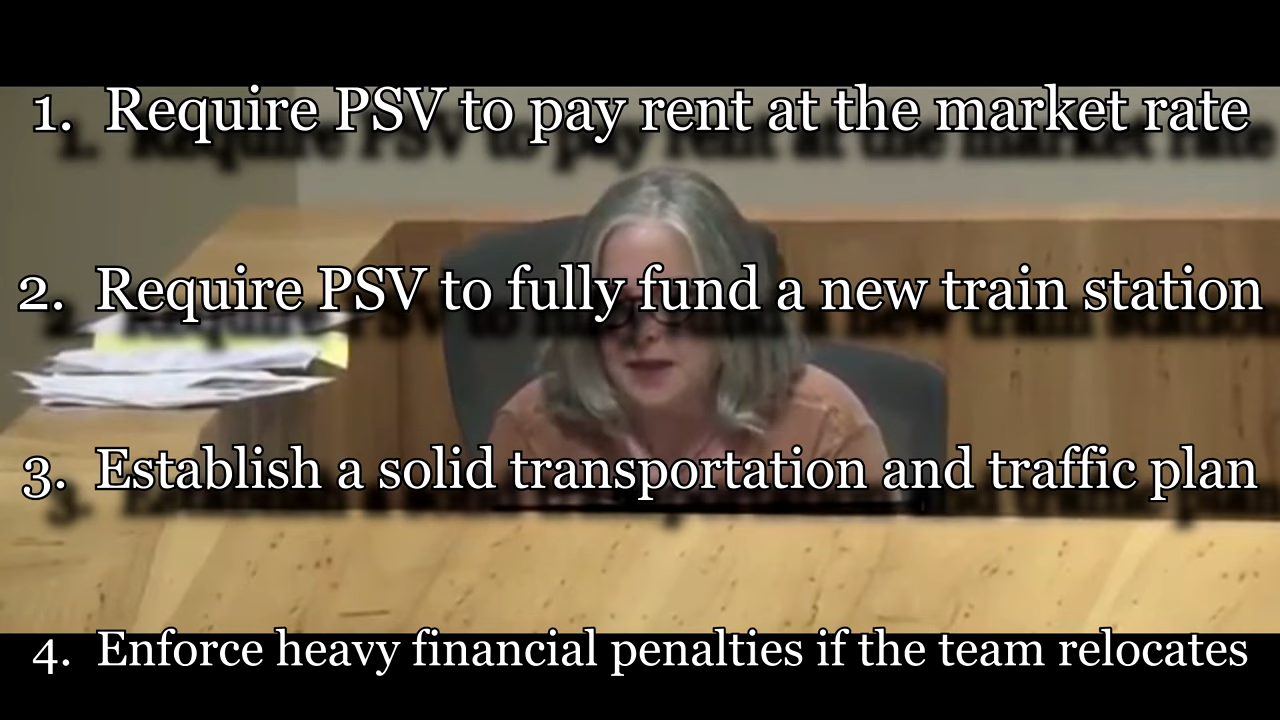 1. Require PSV to pay rent at the market rate
2. Require PSV to fully fund a new train station
3. Establish a solid transportation and traffic plan
4. Enforce heavy financial penalties if the team relocates